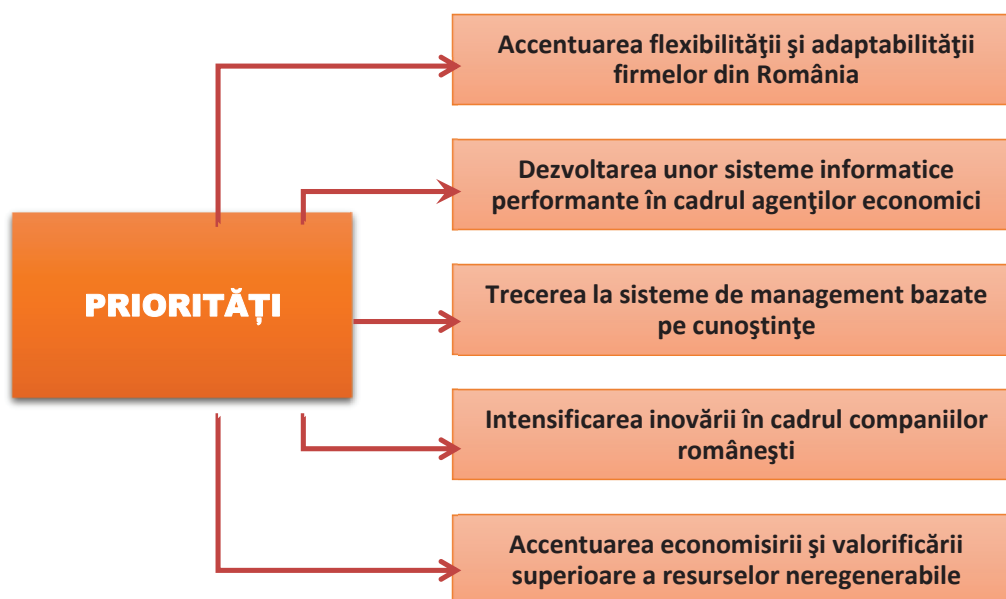 Accentuarea flexibilităţii şi adaptabilităţii
firmelor din România
Dezvoltarea unor sisteme informatice
performante în cadrul agenţilor economici
PRIORITĂȚI
Trecerea la sisteme de management bazate
pe cunoştinţe
Intensificarea inovării în cadrul companiilor
româneşti
Accentuarea economisirii şi valorificării
superioare a resurselor neregenerabile